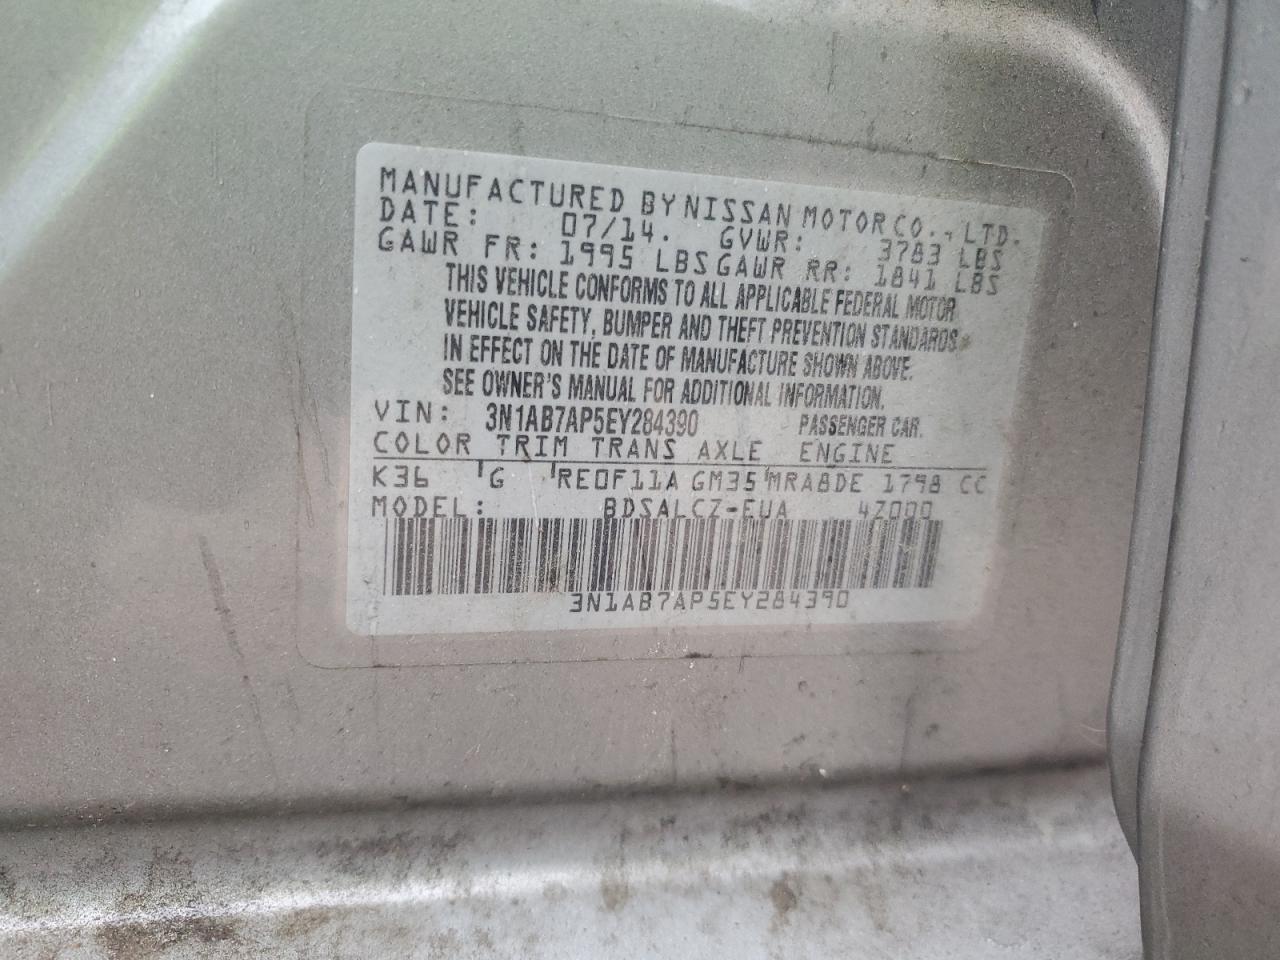 MANUFACTURED BY NISSAN MOTOR CO., LTD.
DATE: 07/14. GVWR: 3783 LBS
GAWR FR: 1995 LBS GAWR RR: 1841 LBS
THIS VEHICLE CONFORMS TO ALL APPLICABLE FEDERAL MOTOR
VEHICLE SAFETY, BUMPER AND THEFT PREVENTION STANDARDS
IN EFFECT ON THE DATE OF MANUFACTURE SHOWN ABOVE.
SEE OWNER'S MANUAL FOR ADDITIONAL INFORMATION.
VIN: 3N1AB7AP5EY284390 PASSENGER CAR.
COLOR TRIM TRANS AXLE ENGINE
K36 G RE0F11A GM35 MRA8DE 1798 CC
MODEL: BDSALCZ-EUA 4Z000
3N1AB7AP5EY284390